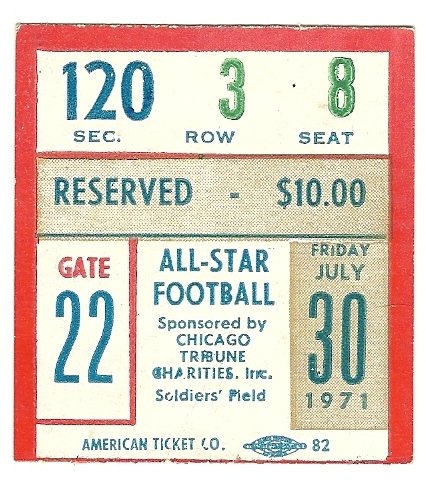 120 3 8
SEC. ROW SEAT
RESERVED - $10.00
GATE
22
ALL-STAR
FOOTBALL
Sponsored by
CHICAGO
TRIBUNE
CHARITIES, Inc.
Soldiers' Field
FRIDAY
JULY
30
1971
AMERICAN TICKET CO. 82